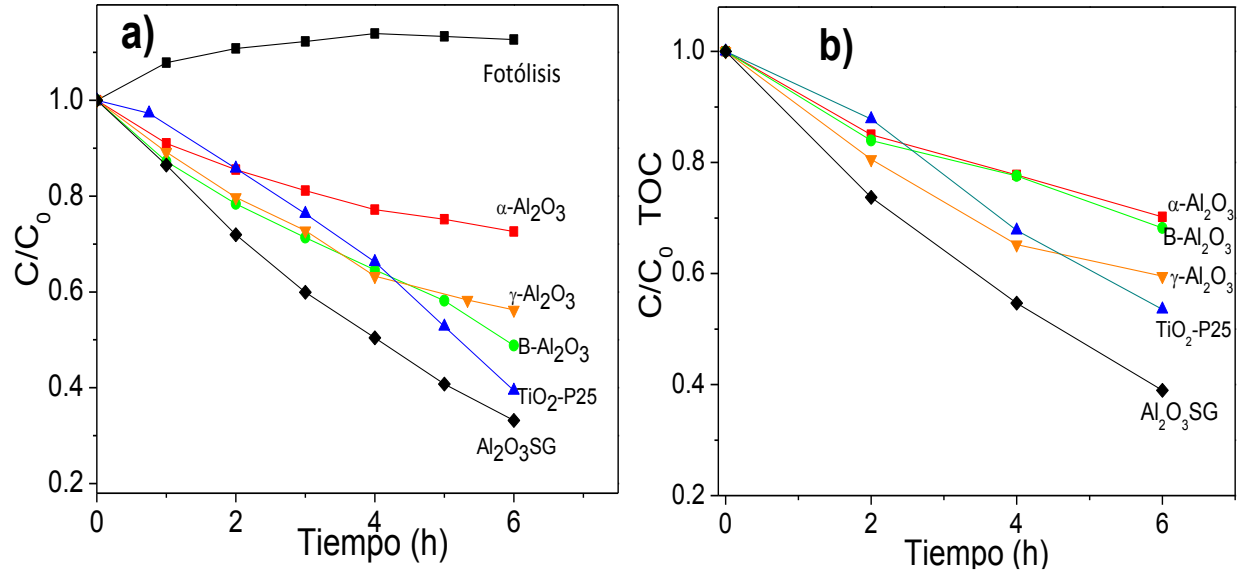 a)
Fotólisis
α-Al2O3
γ-Al2O3
B-Al2O3
TiO2-P25
Al2O3SG
C/C0
1.0
0.8
0.6
0.4
0.2
0 2 4 6
Tiempo (h)
b)
α-Al2O3
B-Al2O3
γ-Al2O3
TiO2-P25
Al2O3SG
C/C0 TOC
1.0
0.8
0.6
0.4
0.2
0 2 4 6
Tiempo (h)